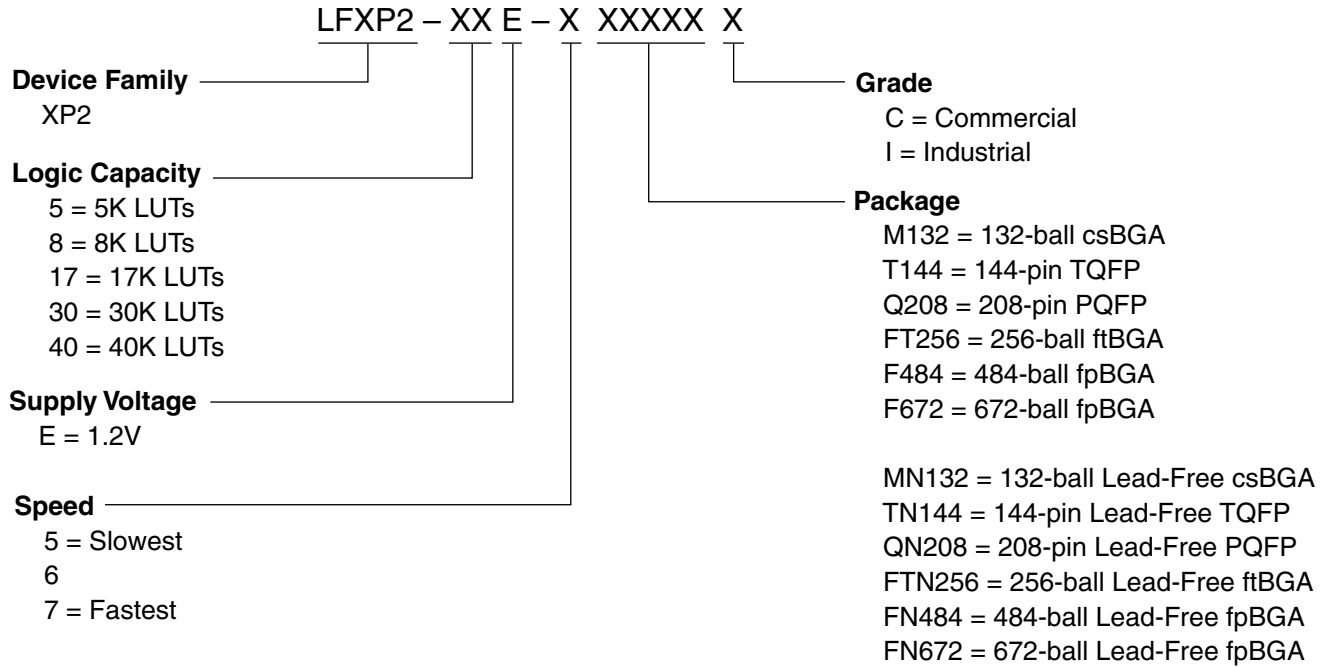 LFXP2 – XX E – X XXXXX X
Device Family
XP2
Logic Capacity
5 = 5K LUTs
8 = 8K LUTs
17 = 17K LUTs
30 = 30K LUTs
40 = 40K LUTs
Supply Voltage
E = 1.2V
Speed
5 = Slowest
6
7 = Fastest
Grade
C = Commercial
I = Industrial
Package
M132 = 132-ball csBGA
T144 = 144-pin TQFP
Q208 = 208-pin PQFP
FT256 = 256-ball ftBGA
F484 = 484-ball fpBGA
F672 = 672-ball fpBGA
MN132 = 132-ball Lead-Free csBGA
TN144 = 144-pin Lead-Free TQFP
QN208 = 208-pin Lead-Free PQFP
FTN256 = 256-ball Lead-Free ftBGA
FN484 = 484-ball Lead-Free fpBGA
FN672 = 672-ball Lead-Free fpBGA